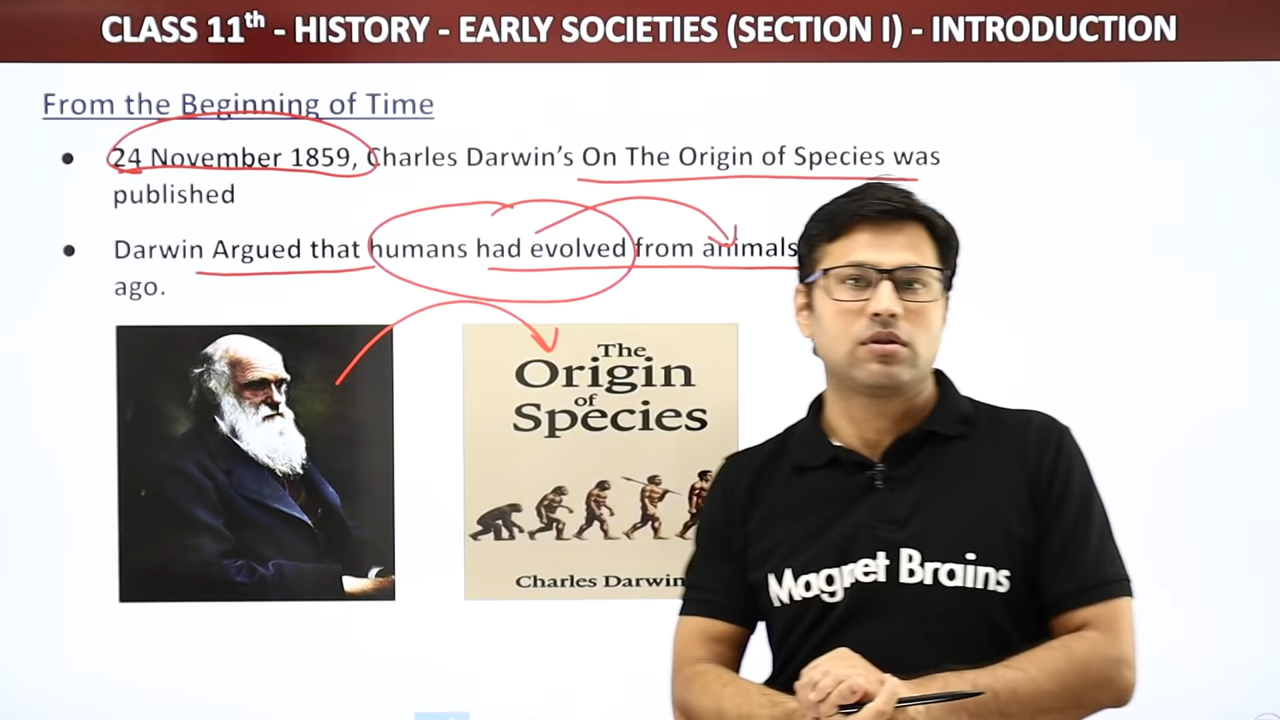 CLASS 11th - HISTORY - EARLY SOCIETIES (SECTION I) - INTRODUCTION
From the Beginning of Time
● 24 November 1859, Charles Darwin’s On The Origin of Species was
published
● Darwin Argued that humans had evolved from animals
ago.
The
Origin
of
Species
Charles Darwin
Magnet Brains